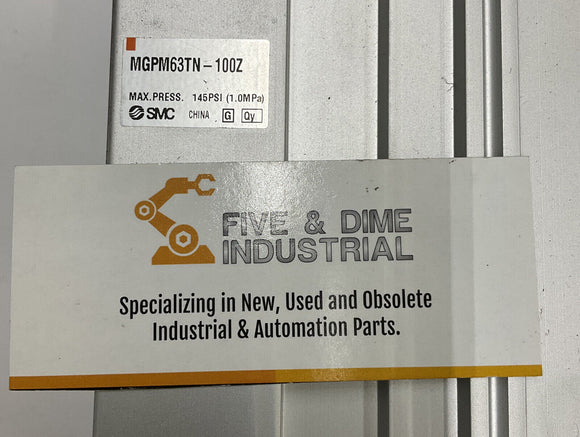 MGPM63TN-100Z
MAX.PRESS. 145PSI (1.0MPa)
SMC CHINA G Qy
FIVE & DIME
INDUSTRIAL
Specializing in New, Used and Obsolete
Industrial & Automation Parts.